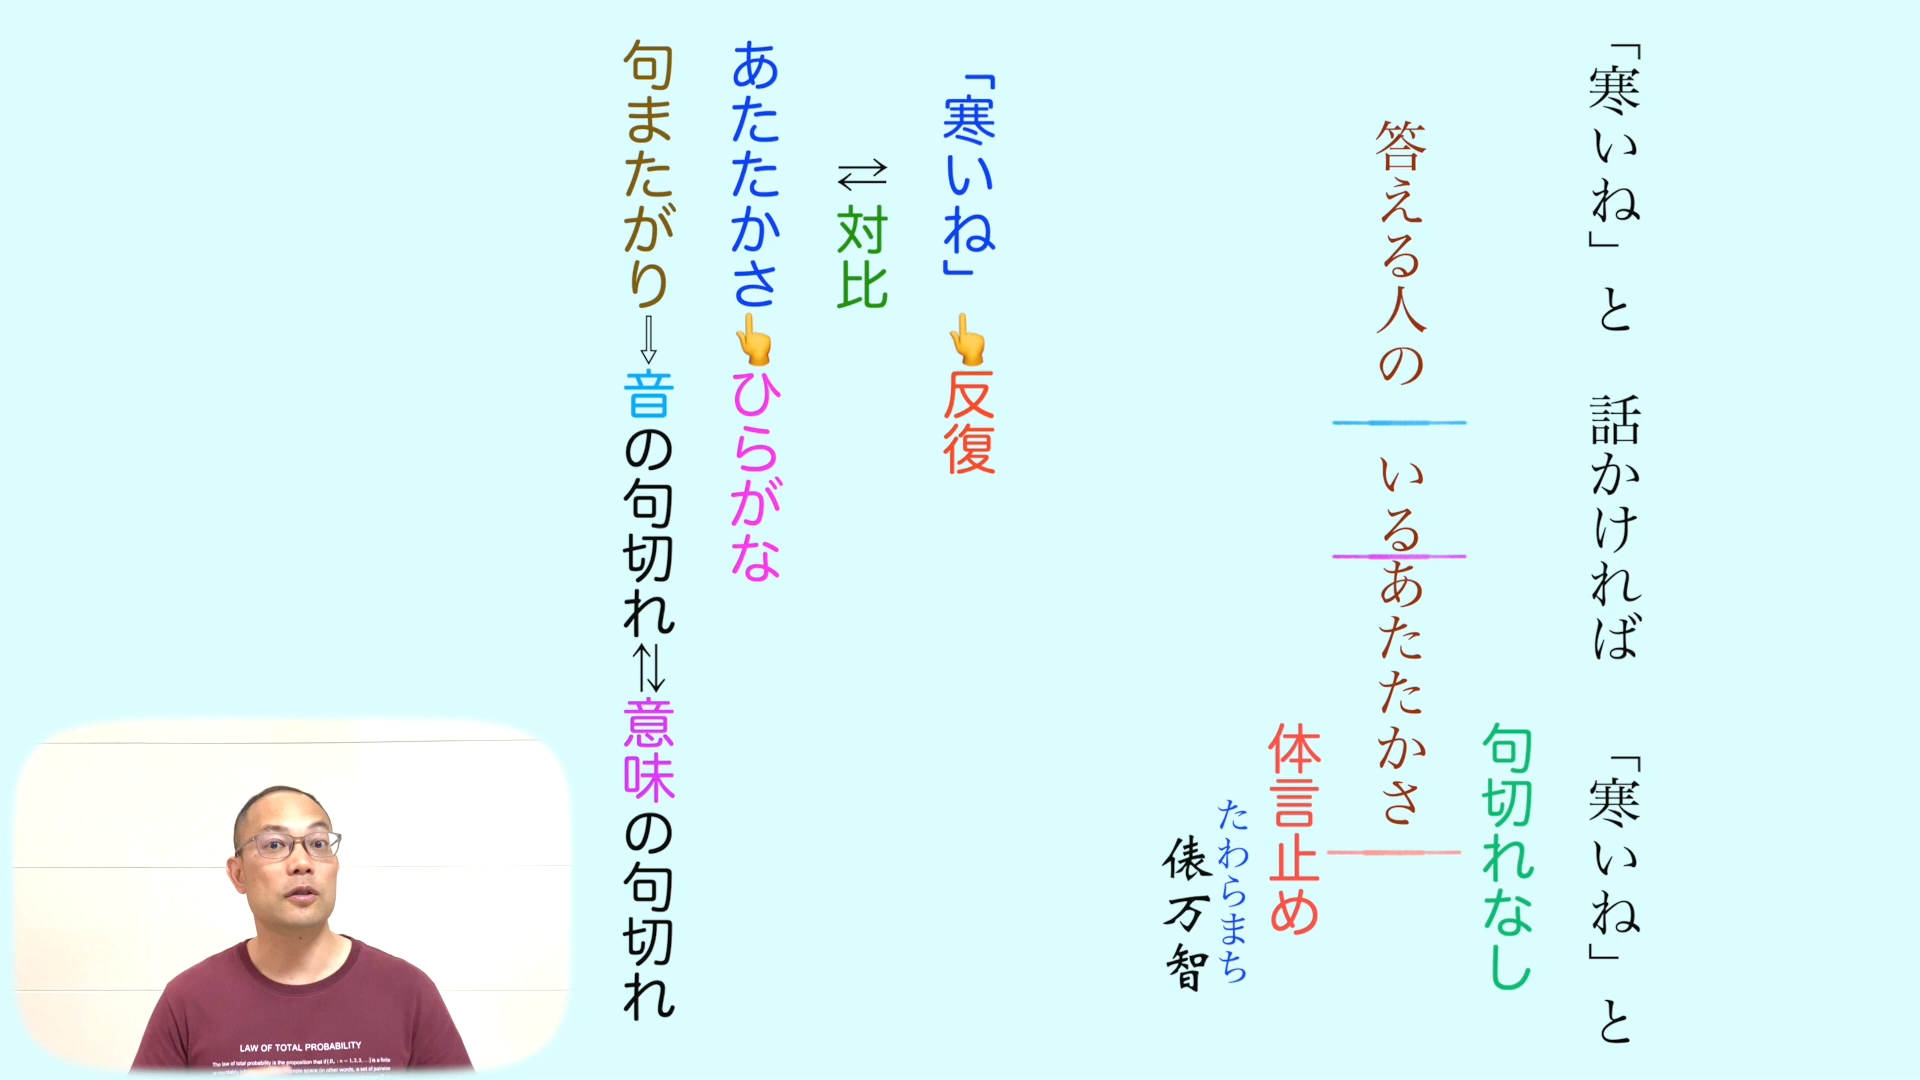 「寒いね」と 話かければ 「寒いね」と
句切れなし
答える人の いるあたたかさ
体言止め
たわらまち
俵万智
「寒いね」👆反復
⇄対比
あたたかさ👆ひらがな
句またがり⇩音の句切れ⇅意味の句切れ
LAW OF TOTAL PROBABILITY